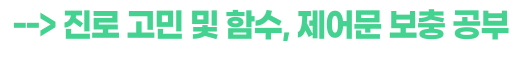 --> 진로 고민 및 함수, 제어문 보충 공부